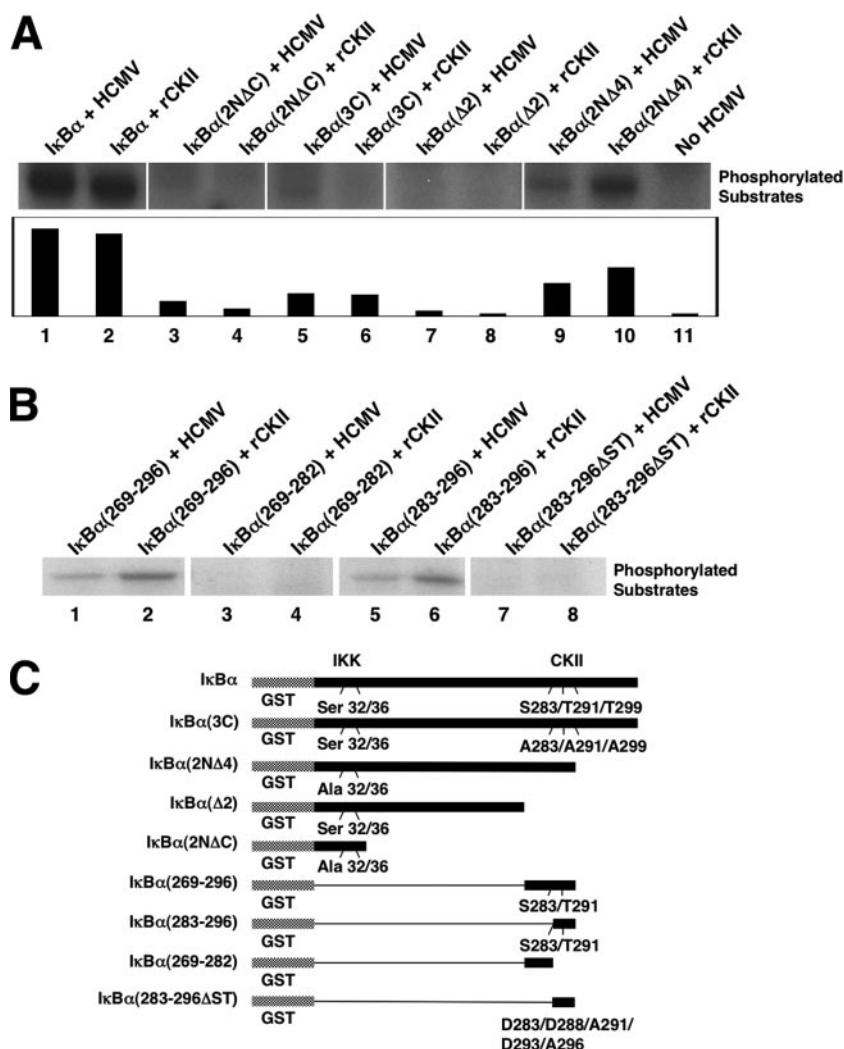 A
IκBα + HCMV
IκBα + rCKII
IκBα(2NΔC) + HCMV
IκBα(2NΔC) + rCKII
IκBα(3C) + HCMV
IκBα(3C) + rCKII
IκBα(Δ2) + HCMV
IκBα(Δ2) + rCKII
IκBα(2NΔ4) + HCMV
IκBα(2NΔ4) + rCKII
No HCMV
Phosphorylated
Substrates
1 2 3 4 5 6 7 8 9 10 11
B
IκBα(269-296) + HCMV
IκBα(269-296) + rCKII
IκBα(269-282) + HCMV
IκBα(269-282) + rCKII
IκBα(283-296) + HCMV
IκBα(283-296) + rCKII
IκBα(283-296ΔST) + HCMV
IκBα(283-296ΔST) + rCKII
Phosphorylated
Substrates
1 2 3 4 5 6 7 8
C
IKK CKII
IκBα
GST Ser 32/36 S283/T291/T299
IκBα(3C)
GST Ser 32/36 A283/A291/A299
IκBα(2NΔ4)
GST Ala 32/36
IκBα(Δ2)
GST Ser 32/36
IκBα(2NΔC)
GST Ala 32/36
IκBα(269-296)
GST S283/T291
IκBα(283-296)
GST S283/T291
IκBα(269-282)
GST
IκBα(283-296ΔST)
GST D283/D288/A291/
D293/A296